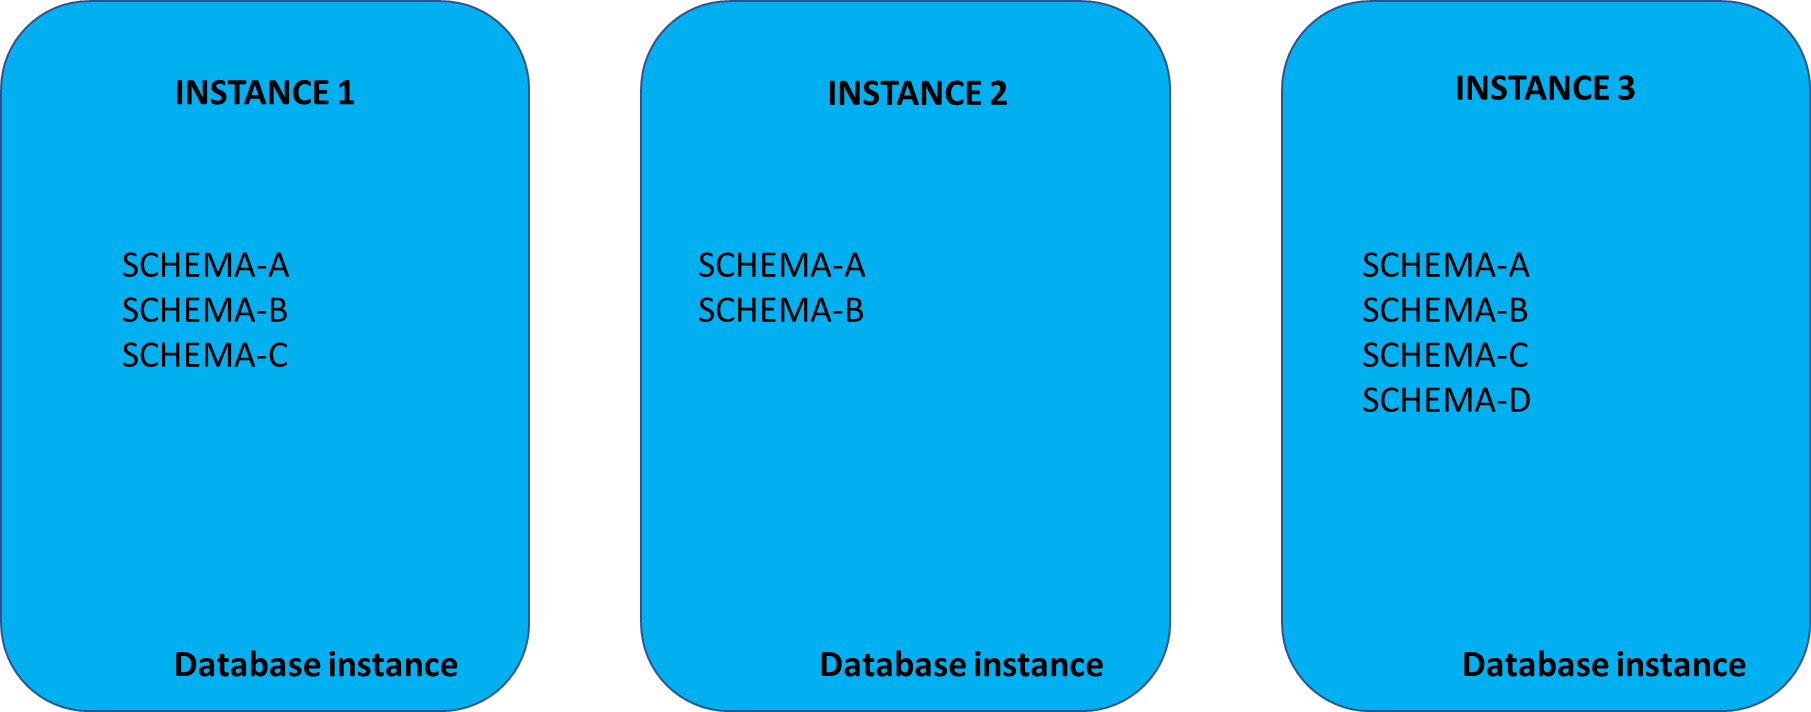 INSTANCE 1
SCHEMA-A
SCHEMA-B
SCHEMA-C
Database instance
INSTANCE 2
SCHEMA-A
SCHEMA-B
Database instance
INSTANCE 3
SCHEMA-A
SCHEMA-B
SCHEMA-C
SCHEMA-D
Database instance